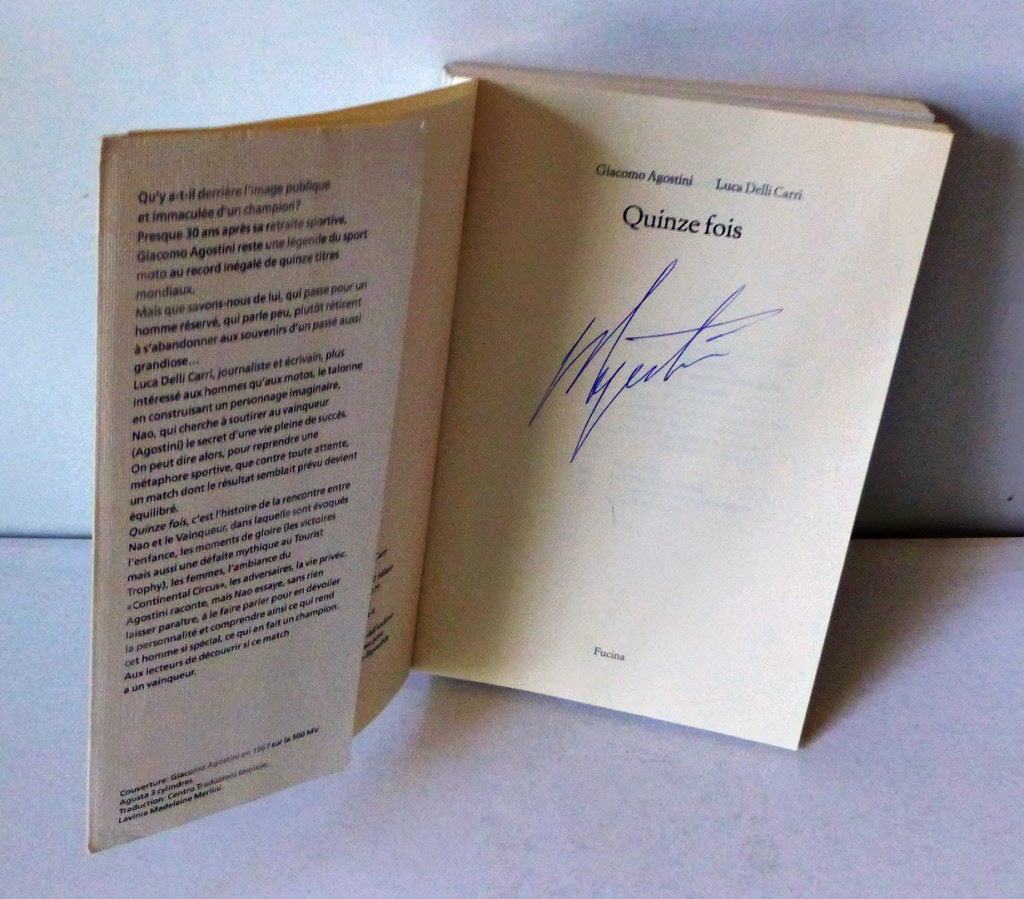 Qu'y a-t-il derrière l'image publique
et immaculée d'un champion?
Presque 30 ans après sa retraite sportive,
Giacomo Agostini reste une légende du sport
moto au record inégalé de quinze titres
mondiaux.
Mais que savons-nous de lui, qui passe pour un
homme réservé, qui parle peu, plutôt réticent
à s'abandonner aux souvenirs d'un passé aussi
grandiose...
Luca Delli Carri, journaliste et écrivain, plus
intéressé aux hommes qu'aux motos, le talonne
en construisant un personnage imaginaire,
Nao, qui cherche à soutirer au vainqueur
(Agostini) le secret d'une vie pleine de succès.
On peut dire alors, pour reprendre une
métaphore sportive, que contre toute attente,
un match dont le résultat semblait prévu devient
équilibré.
Quinze fois, c'est l'histoire de la rencontre entre
Nao et le Vainqueur, dans laquelle sont évoqués
l'enfance, les moments de gloire (les victoires
mais aussi une défaite mythique au Tourist
Trophy), les femmes, l'ambiance du
«Continental Circus», les adversaires, la vie privée.
Agostini raconte, mais Nao essaye, sans rien
laisser paraître, à le faire parler pour en dévoiler
la personnalité et comprendre ainsi ce qui rend
cet homme si spécial, ce qui en fait un champion.
Aux lecteurs de découvrir si ce match
a un vainqueur.
Couverture: Giacomo Agostini en 1967 sur le 500 MV
Agusta 3 cylindres.
Traduction: Centro Traduzioni Imolese.
Lavinia Madeleine Merlini.
Giacomo Agostini Luca Delli Carri
Quinze fois
Fucina